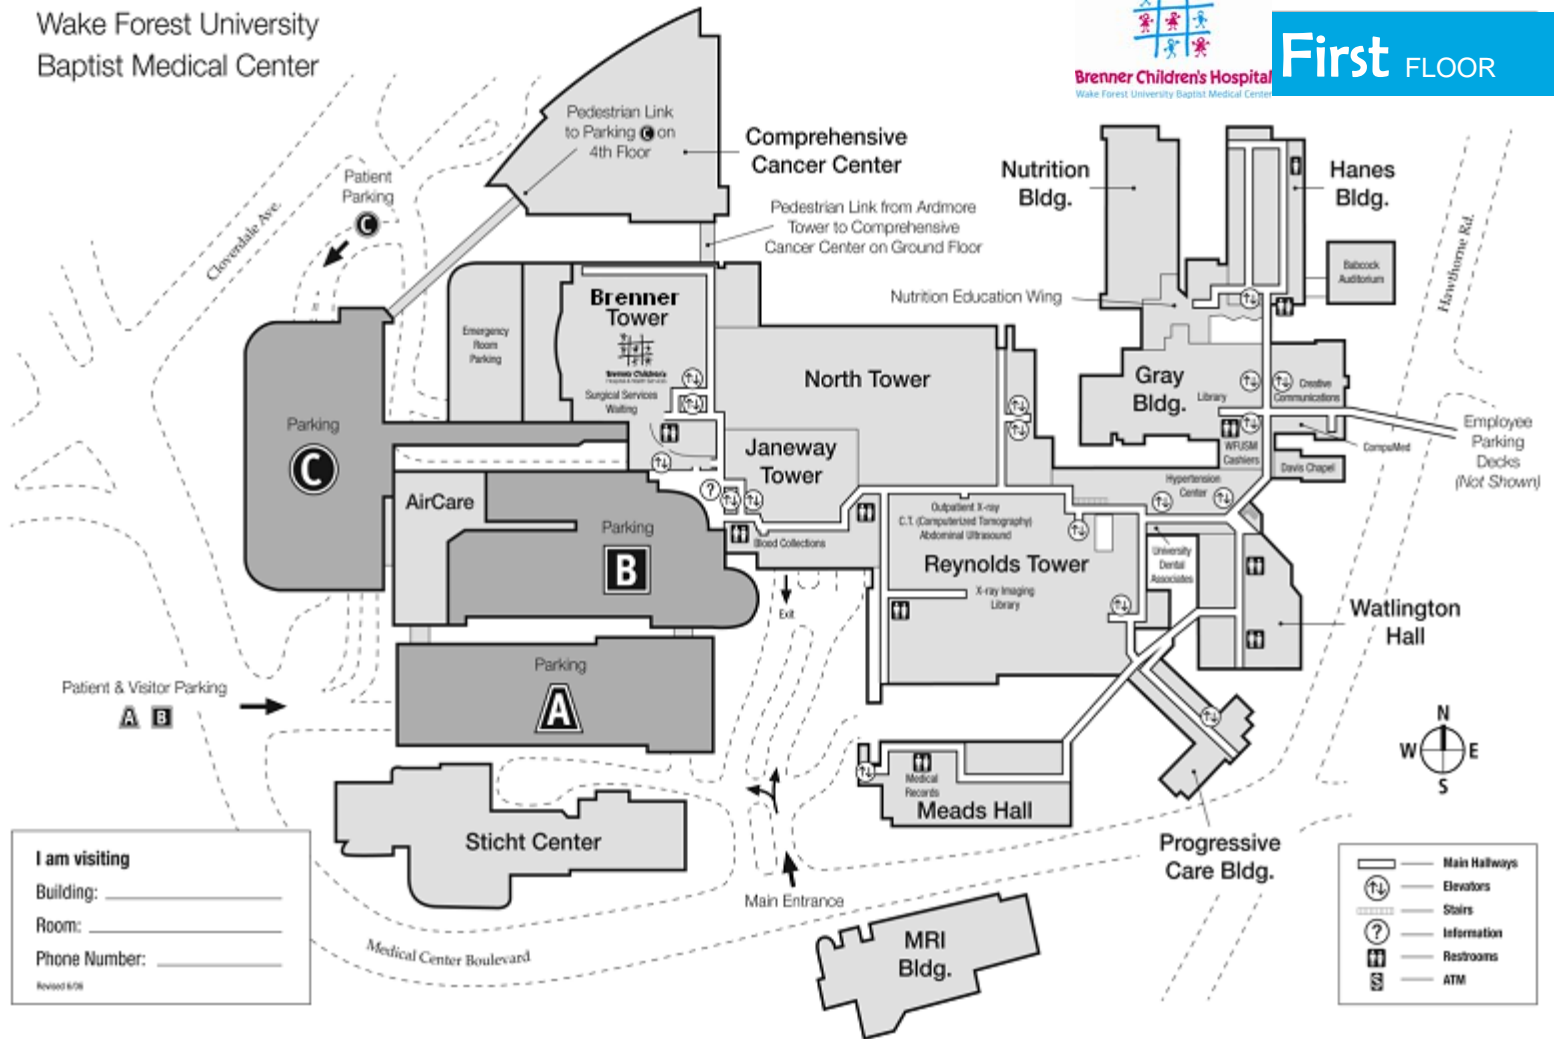 Wake Forest University
Baptist Medical Center
Brenner Children's Hospital
Wake Forest University Baptist Medical Center
First FLOOR
Pedestrian Link
to Parking C on
4th Floor
Comprehensive
Cancer Center
Pedestrian Link from Ardmore
Tower to Comprehensive
Cancer Center on Ground Floor
Patient
Parking
C
Cloverdale Ave.
Nutrition
Bldg.
Hanes
Bldg.
Babcock
Auditorium
Hawthorne Rd.
Nutrition Education Wing
Emergency
Room
Parking
Brenner
Tower
Brenner Children's
Surgical Services
Waiting
North Tower
Gray
Bldg.
Library
Creative
Communications
WFUSM
Cashiers
CompuMed
Davis Chapel
Employee
Parking
Decks
(Not Shown)
Parking
C
Janeway
Tower
?
AirCare
Parking
B
Blood Collections
Exit
Hypertension
Center
Outpatient X-ray
C.T. (Computerized Tomography)
Abdominal Ultrasound
Reynolds Tower
X-ray Imaging
Library
University
Dental
Associates
Watlington
Hall
Parking
A
Patient & Visitor Parking
A B
N
W E
S
Medical
Records
Meads Hall
Sticht Center
Progressive
Care Bldg.
Main Entrance
Medical Center Boulevard
MRI
Bldg.
I am visiting
Building:
Room:
Phone Number:
Revised 6/06
Main Hallways
Elevators
Stairs
? Information
Restrooms
$ ATM